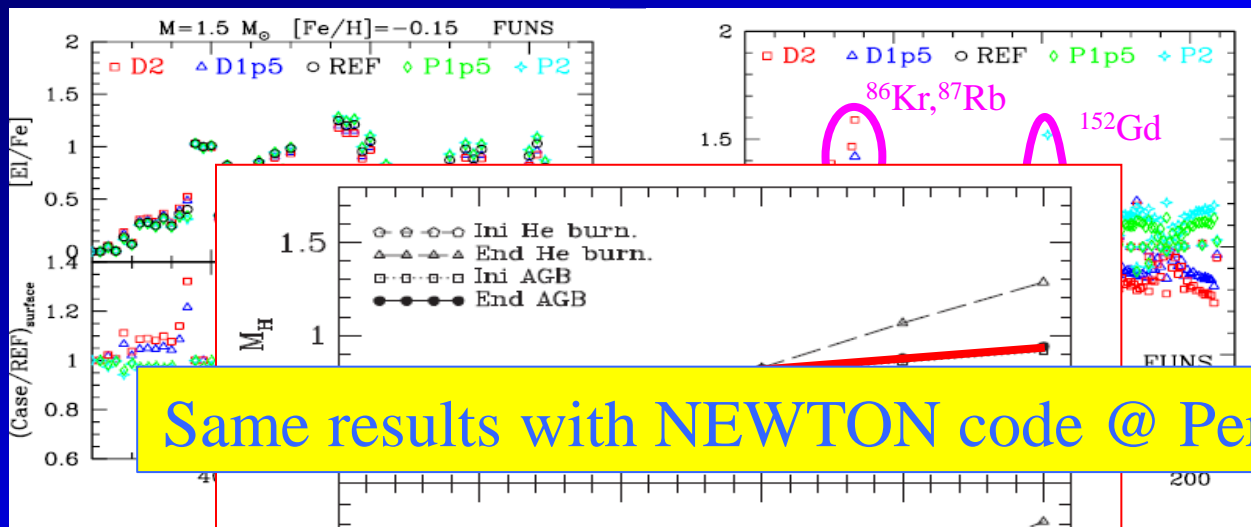 M=1.5 M☉ [Fe/H]=−0.15 FUNS
2
D2 D1p5 REF P1p5 P2
1.5
1
0.5
0
[El/Fe]
1.4
1.2
1
0.8
0.6
(Case/REF)surface
2
D2 D1p5 REF P1p5 P2
86Kr,87Rb
152Gd
1.5
FUNS
200
1.5
1
M_H
Ini He burn.
End He burn.
Ini AGB
End AGB
Same results with NEWTON code @